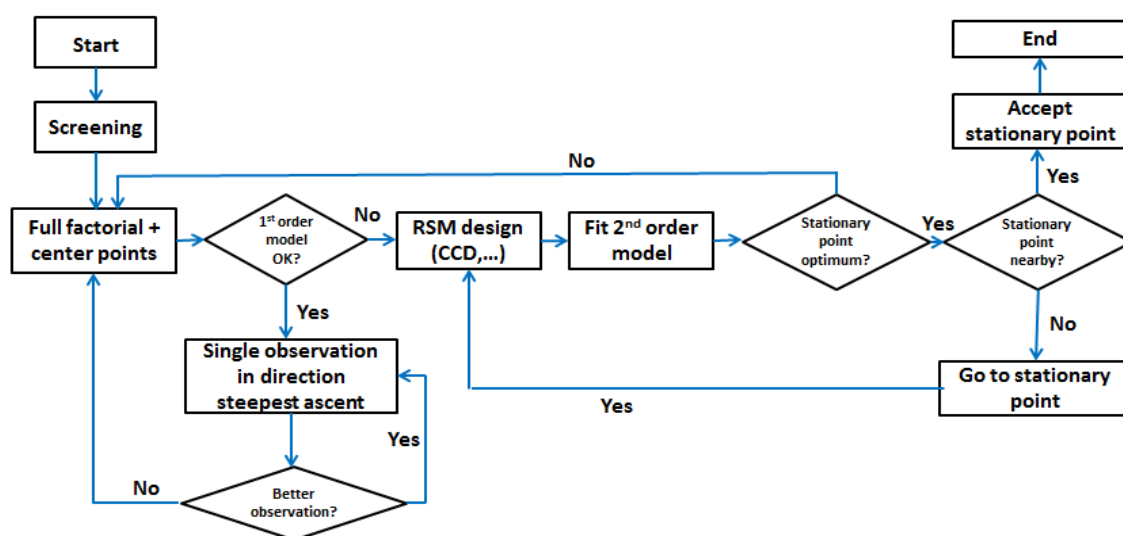 Start
End
Screening
Accept
stationary point
No
Yes
Full factorial +
center points
1st order
model
OK?
No
RSM design
(CCD,...)
Fit 2nd order
model
Stationary
point
optimum?
Yes
Stationary
point
nearby?
Yes
No
Single observation
in direction
steepest ascent
Go to stationary
point
Yes
Yes
No
Better
observation?